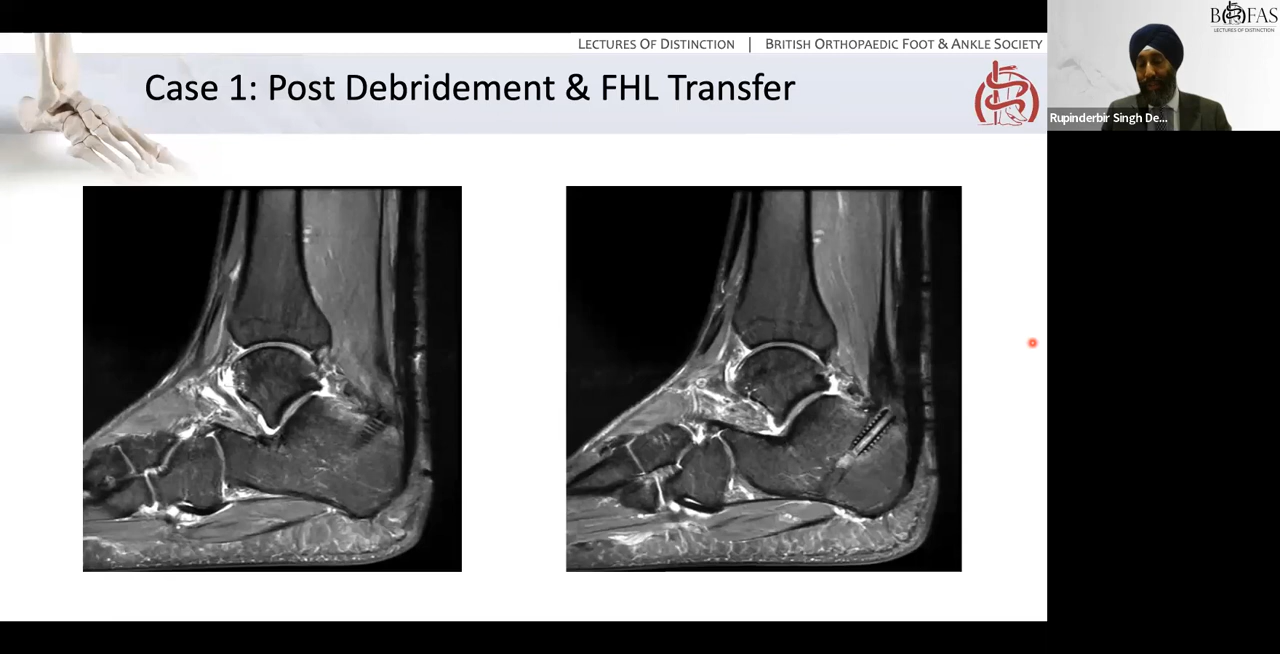 LECTURES OF DISTINCTION | BRITISH ORTHOPAEDIC FOOT & ANKLE SOCIETY
Case 1: Post Debridement & FHL Transfer
BOFAS
LECTURES OF DISTINCTION
Rupinderbir Singh De...